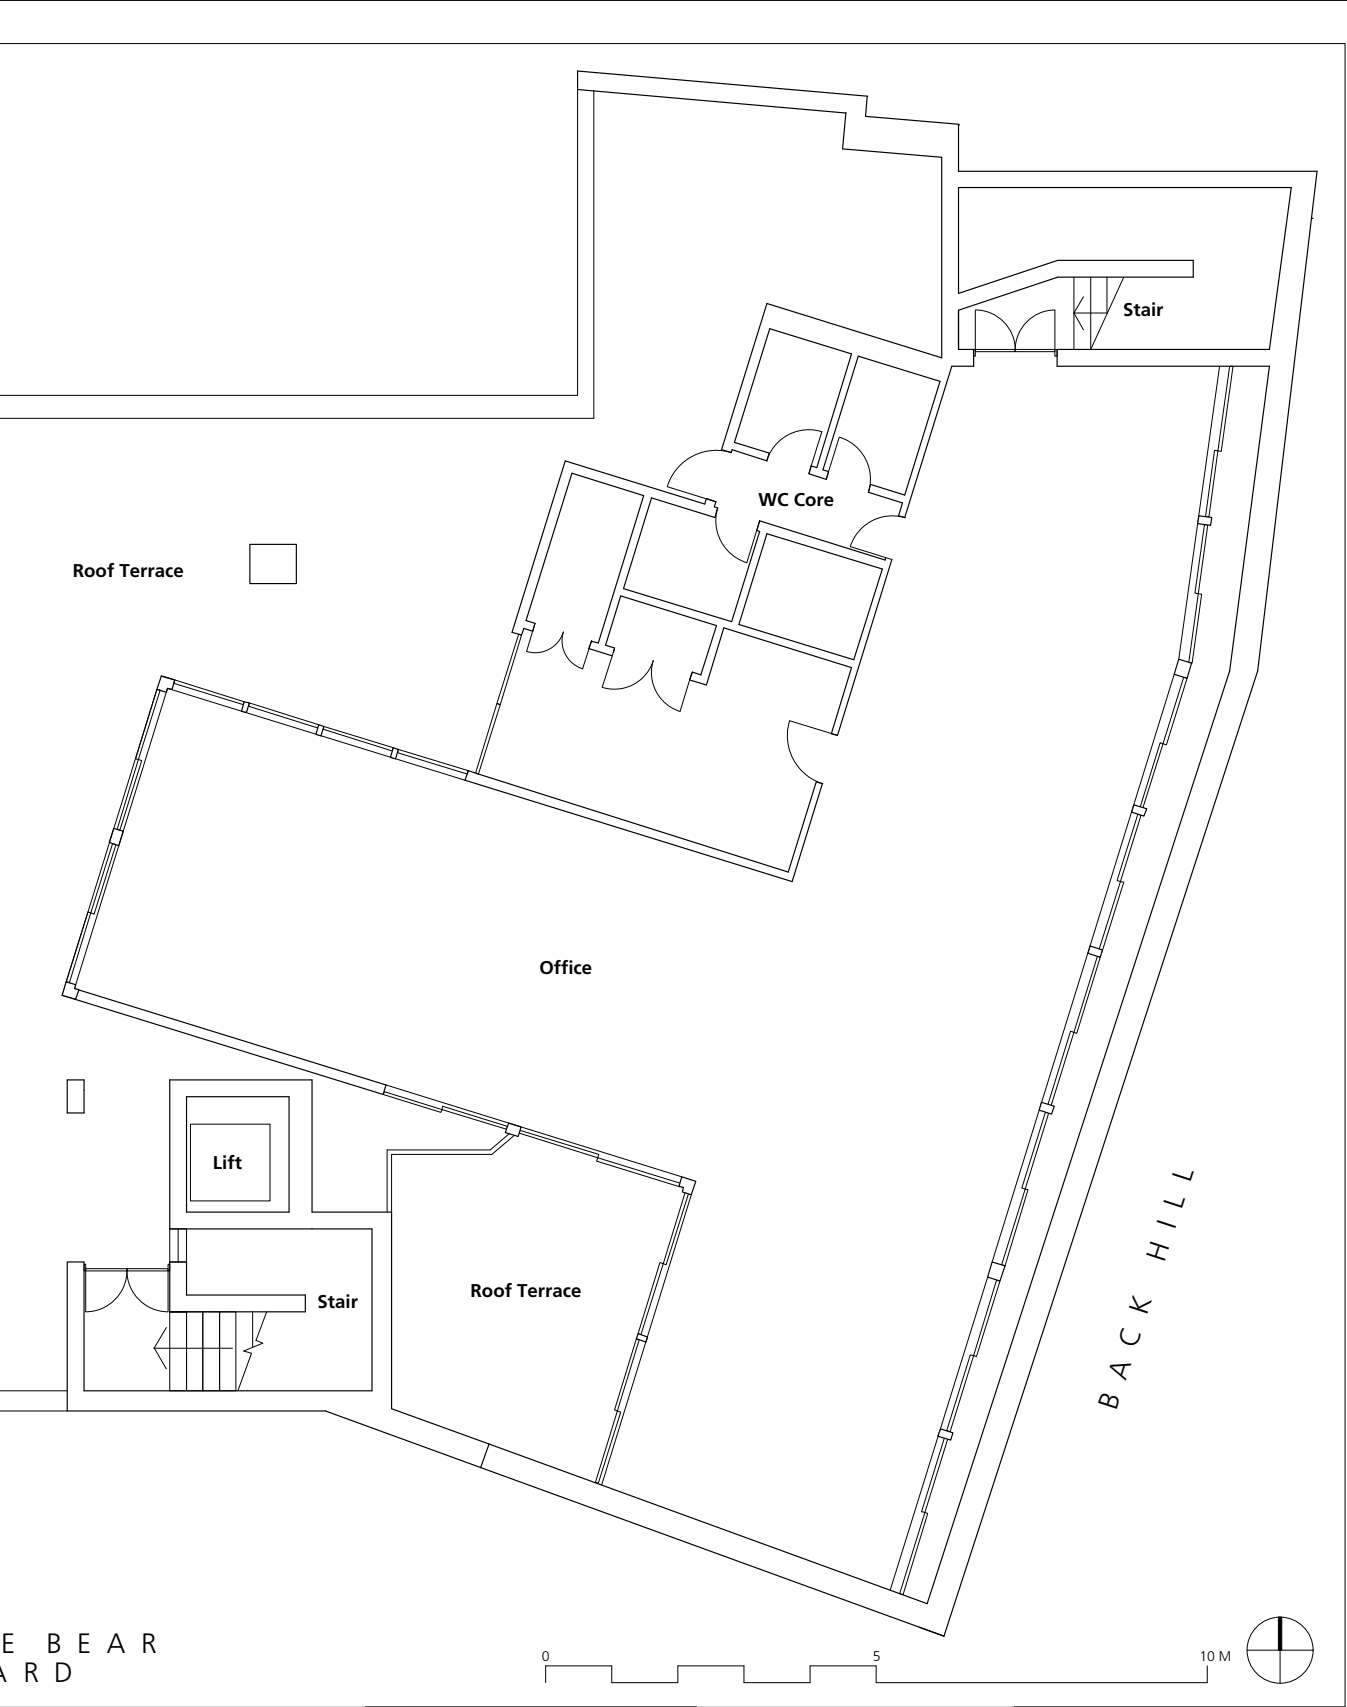 Stair
WC Core
Roof Terrace
Office
Lift
Stair
Roof Terrace
BACK HILL
E BEAR
ARD
0 5 10 M